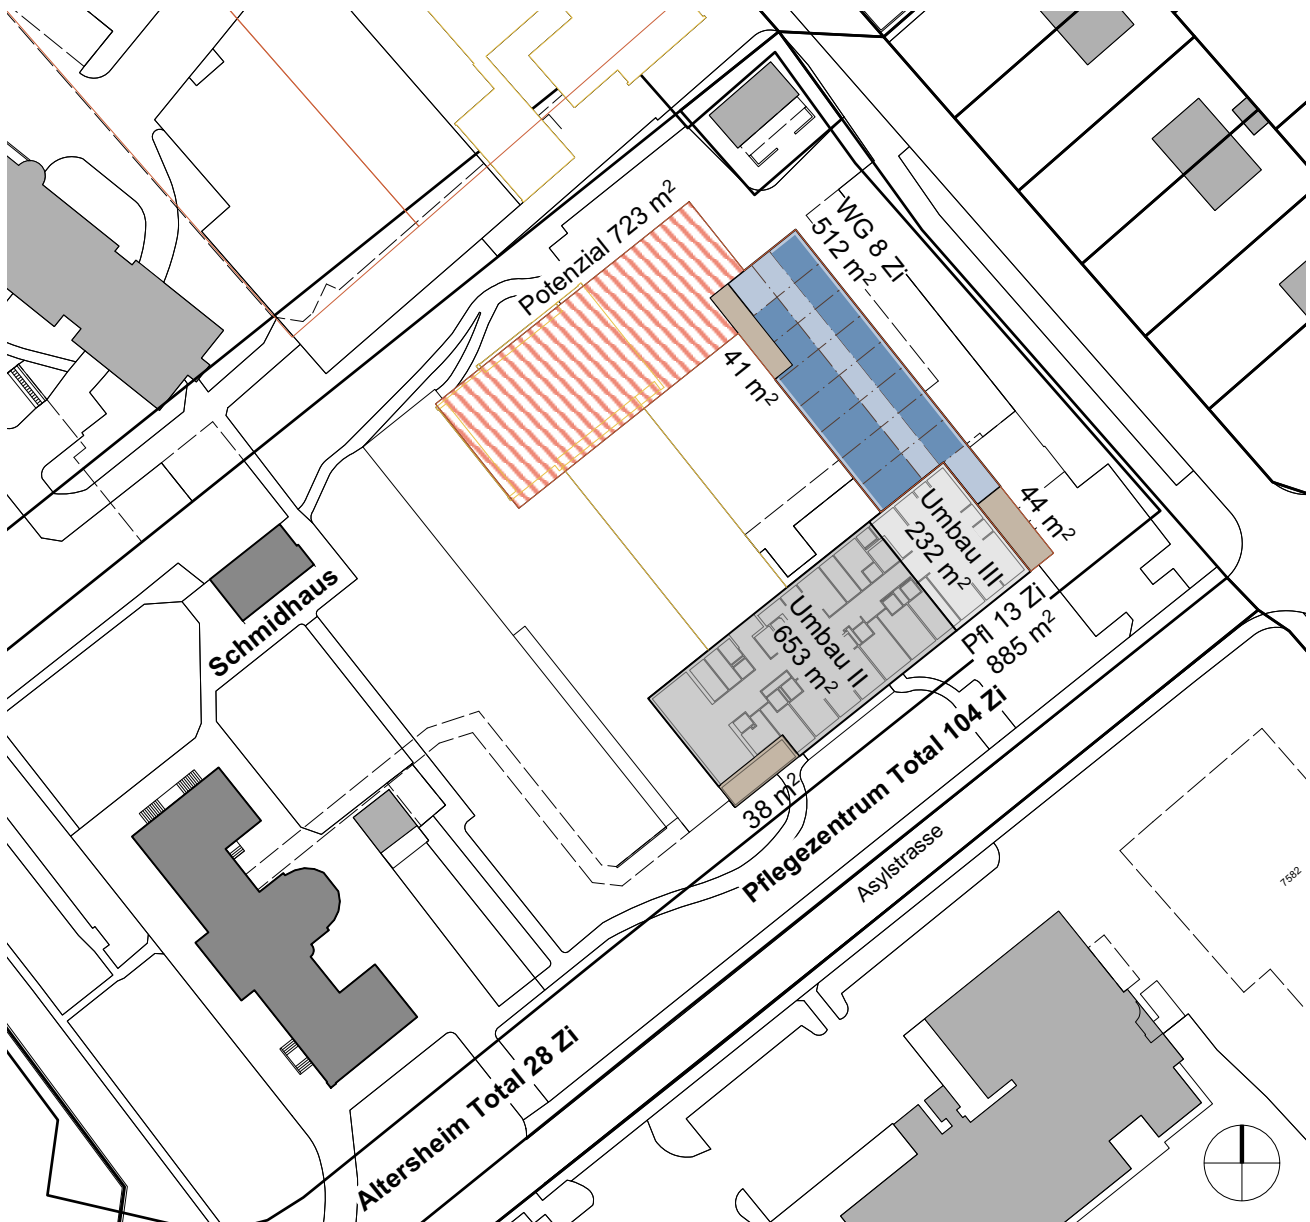 Potenzial 723 m²
WG 8 Zi
512 m²
41 m²
44 m²
Umbau III
232 m²
Umbau II
653 m²
Pfl 13 Zi
885 m²
38 m²
Schmidhaus
Pflegezentrum Total 104 Zi
Asylstrasse
7582
Altersheim Total 28 Zi